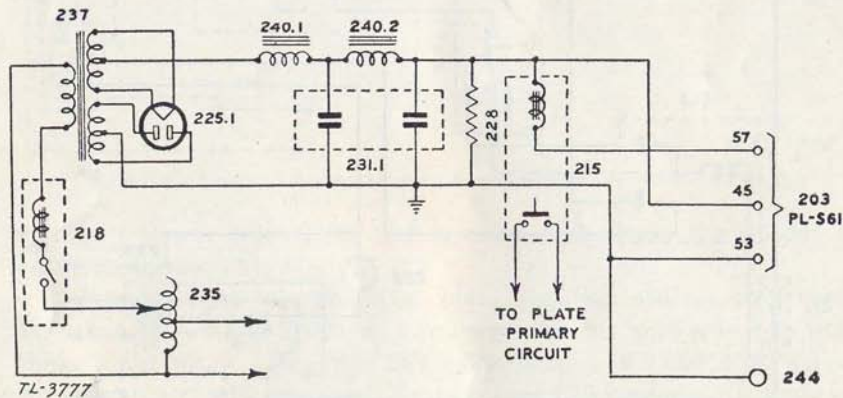 237
240.1
240.2
225.1
231.1
228
215
57
45
53
203
PL-S61
218
235
TO PLATE
PRIMARY
CIRCUIT
244
TL-3777